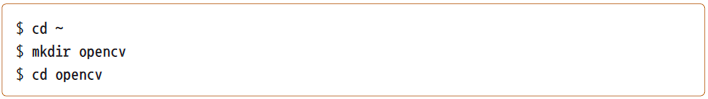 $ cd ~
$ mkdir opencv
$ cd opencv